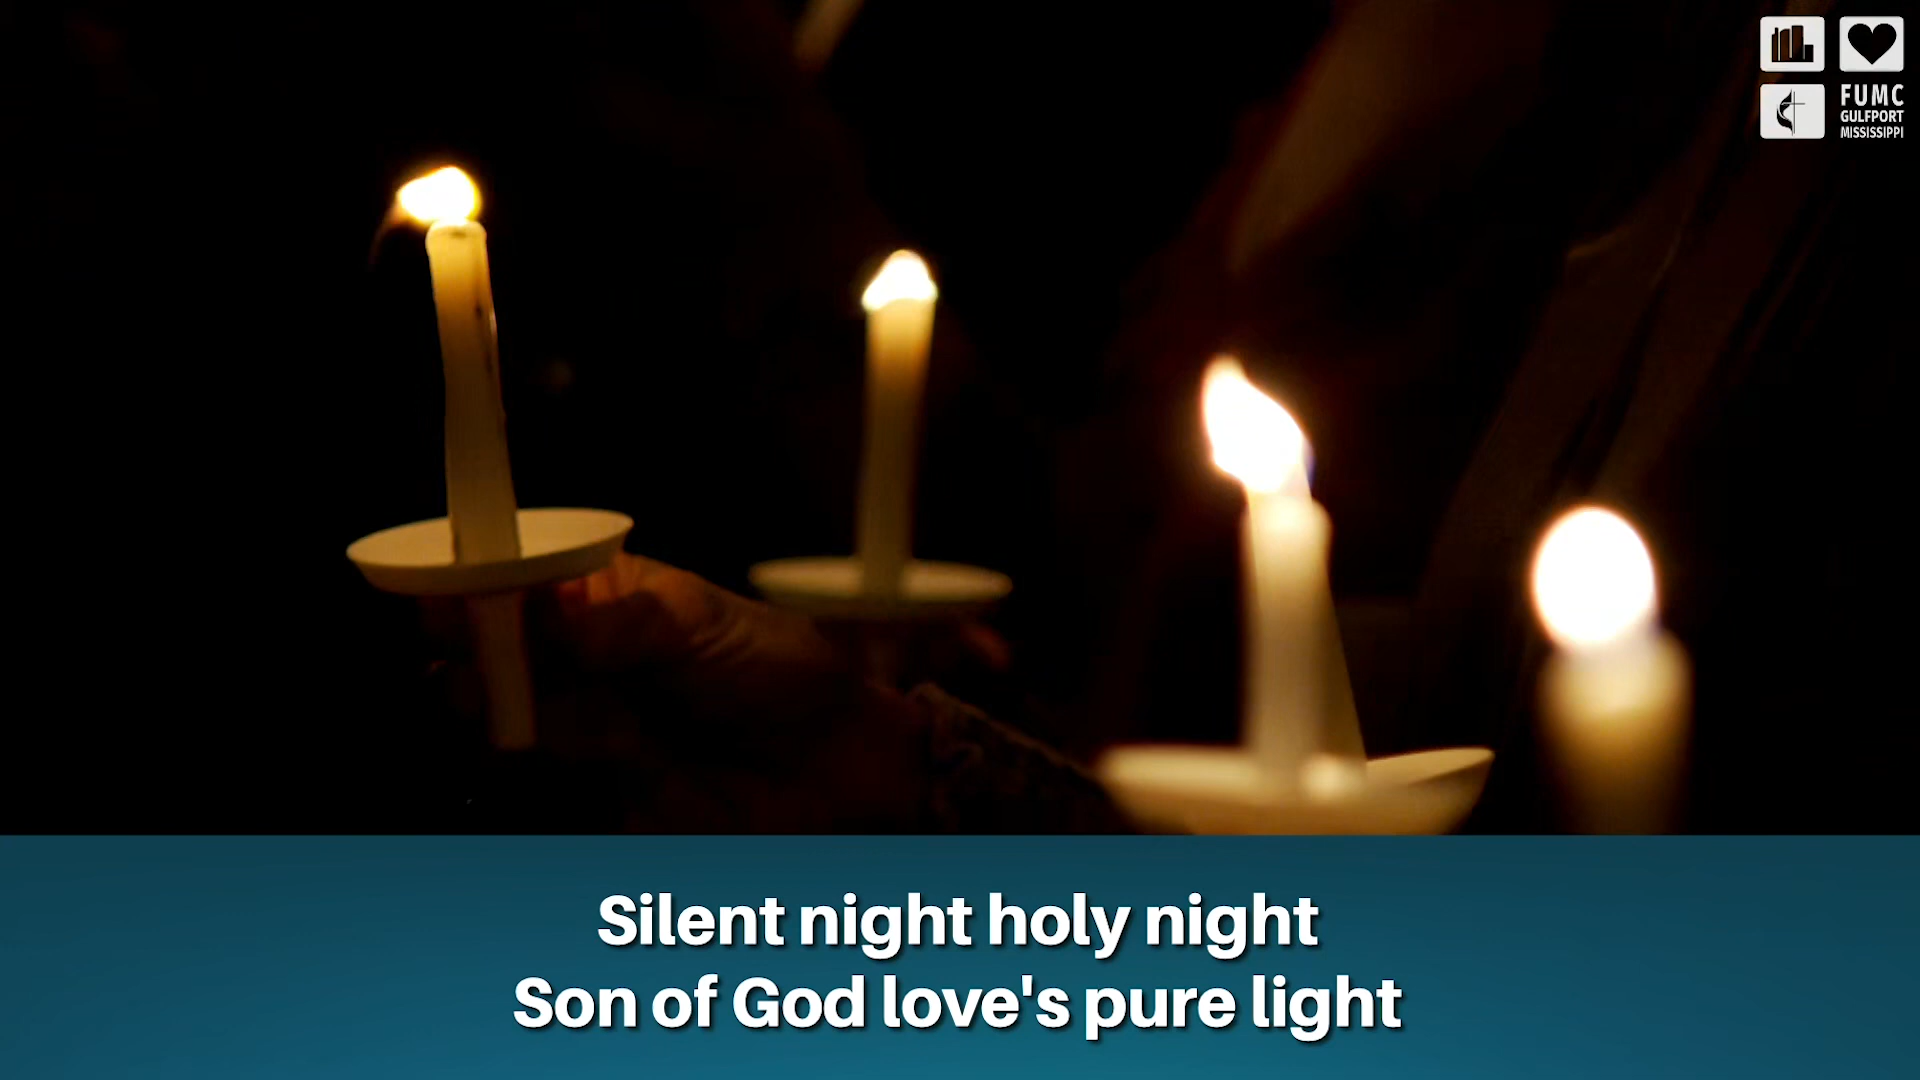 FUMC
GULFPORT
MISSISSIPPI
Silent night holy night
Son of God love's pure light